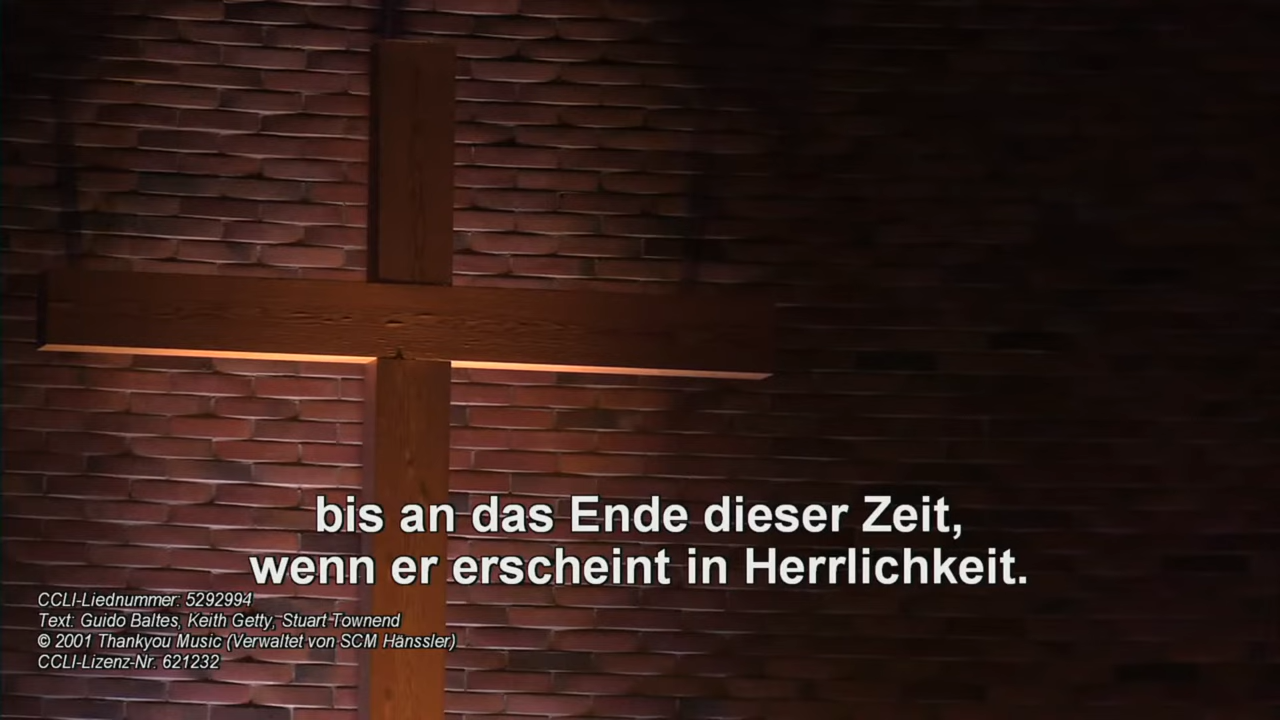 bis an das Ende dieser Zeit,
wenn er erscheint in Herrlichkeit.
CCLI-Liednummer: 5292994
Text: Guido Baltes, Keith Getty, Stuart Townend
© 2001 Thankyou Music (Verwaltet von SCM Hänssler)
CCLI-Lizenz-Nr. 621232